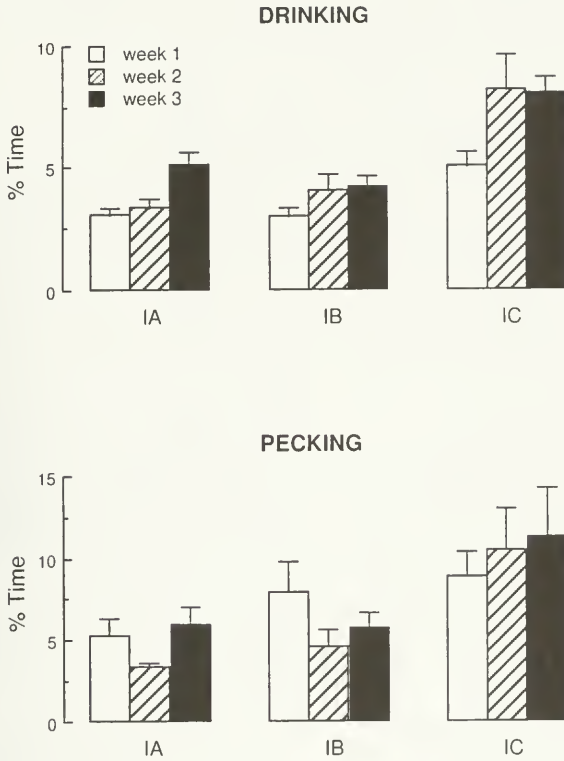 DRINKING
10
week 1
week 2
week 3
% Time
5
0
IA IB IC
PECKING
15
10
% Time
5
0
IA IB IC